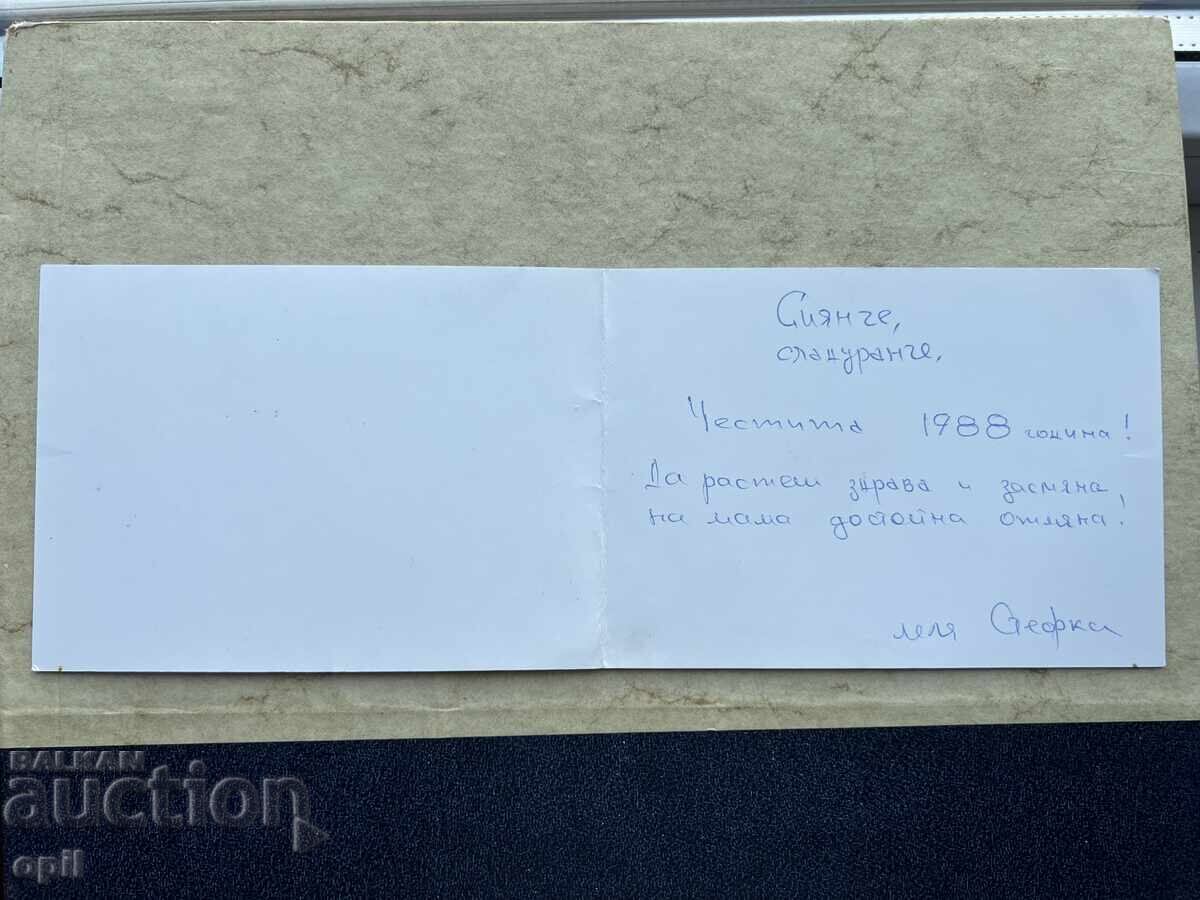 Сиянче,
сладуранче,
Честита 1988 година!
Да растеш здрава и засмяна,
на мама достойна отмяна!
леля Стефка
BALKAN
auction
opil